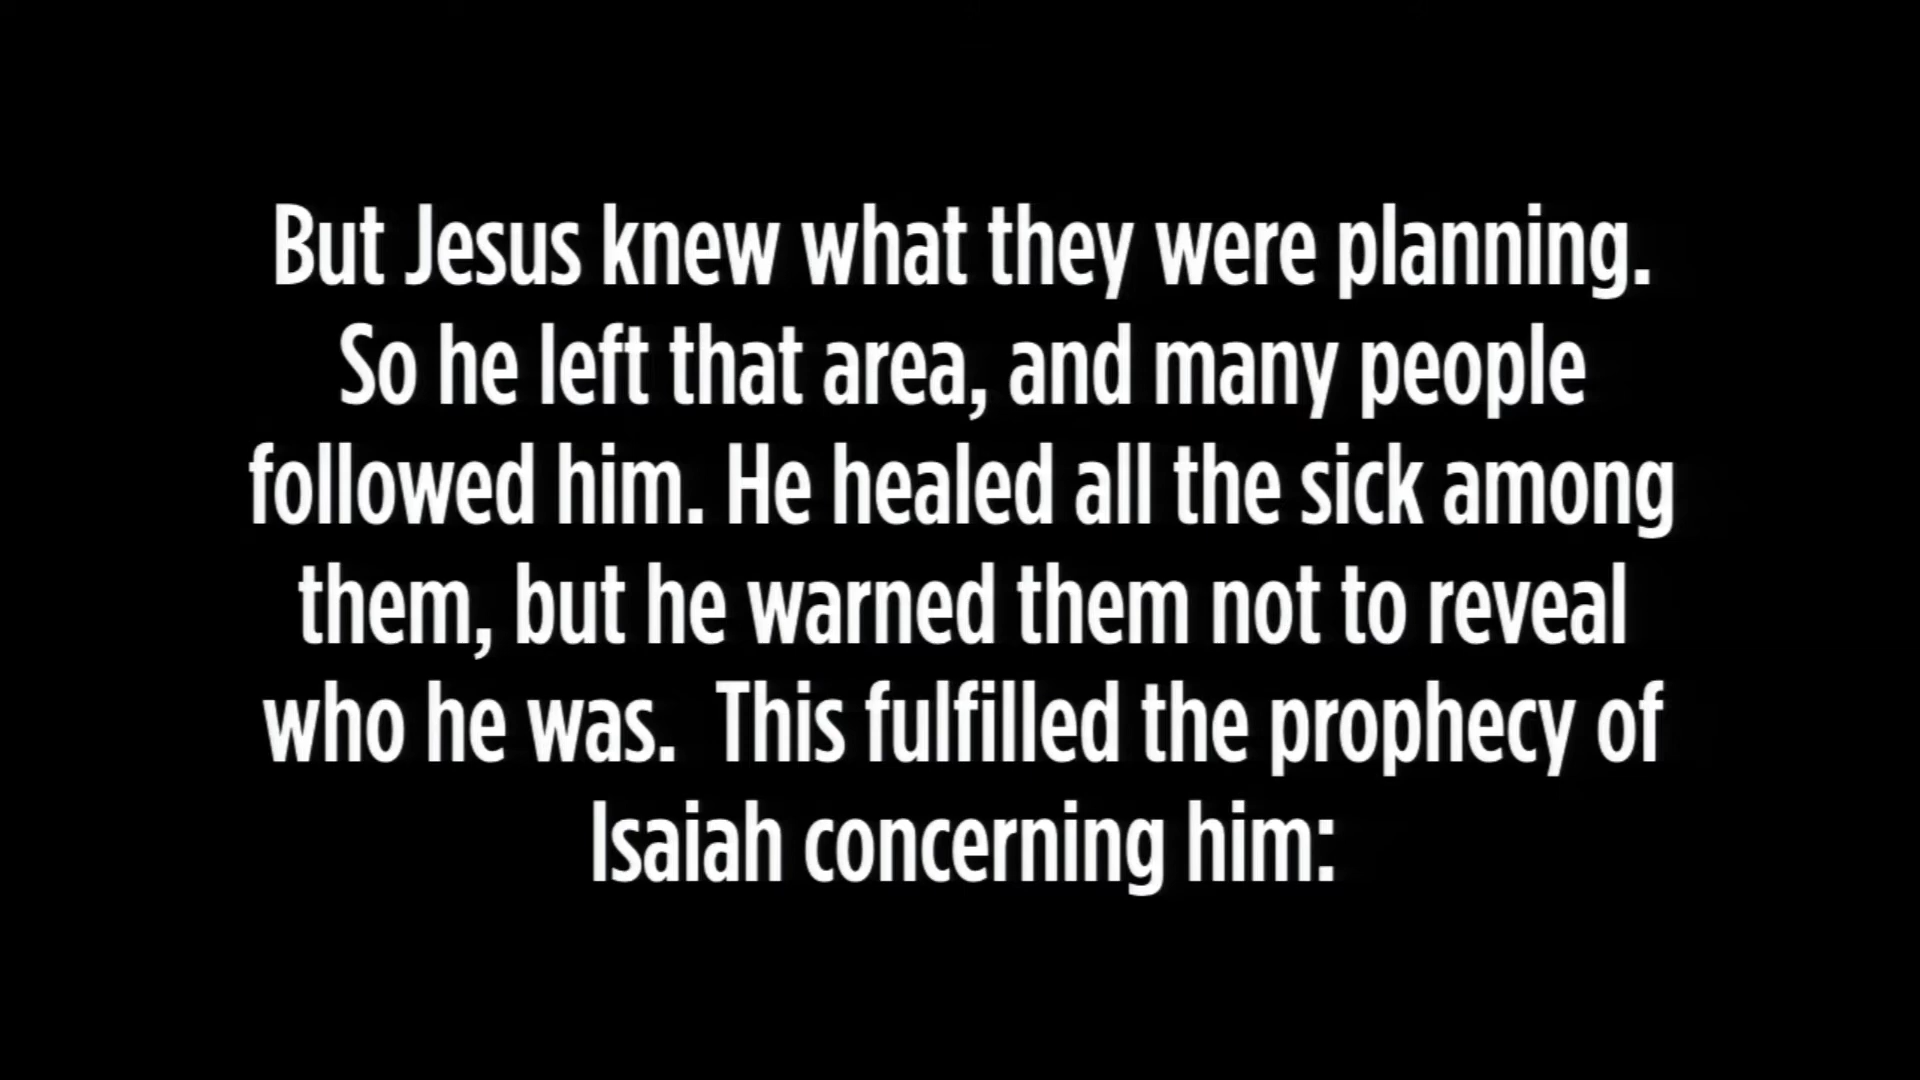 But Jesus knew what they were planning.
So he left that area, and many people
followed him. He healed all the sick among
them, but he warned them not to reveal
who he was.  This fulfilled the prophecy of
Isaiah concerning him: